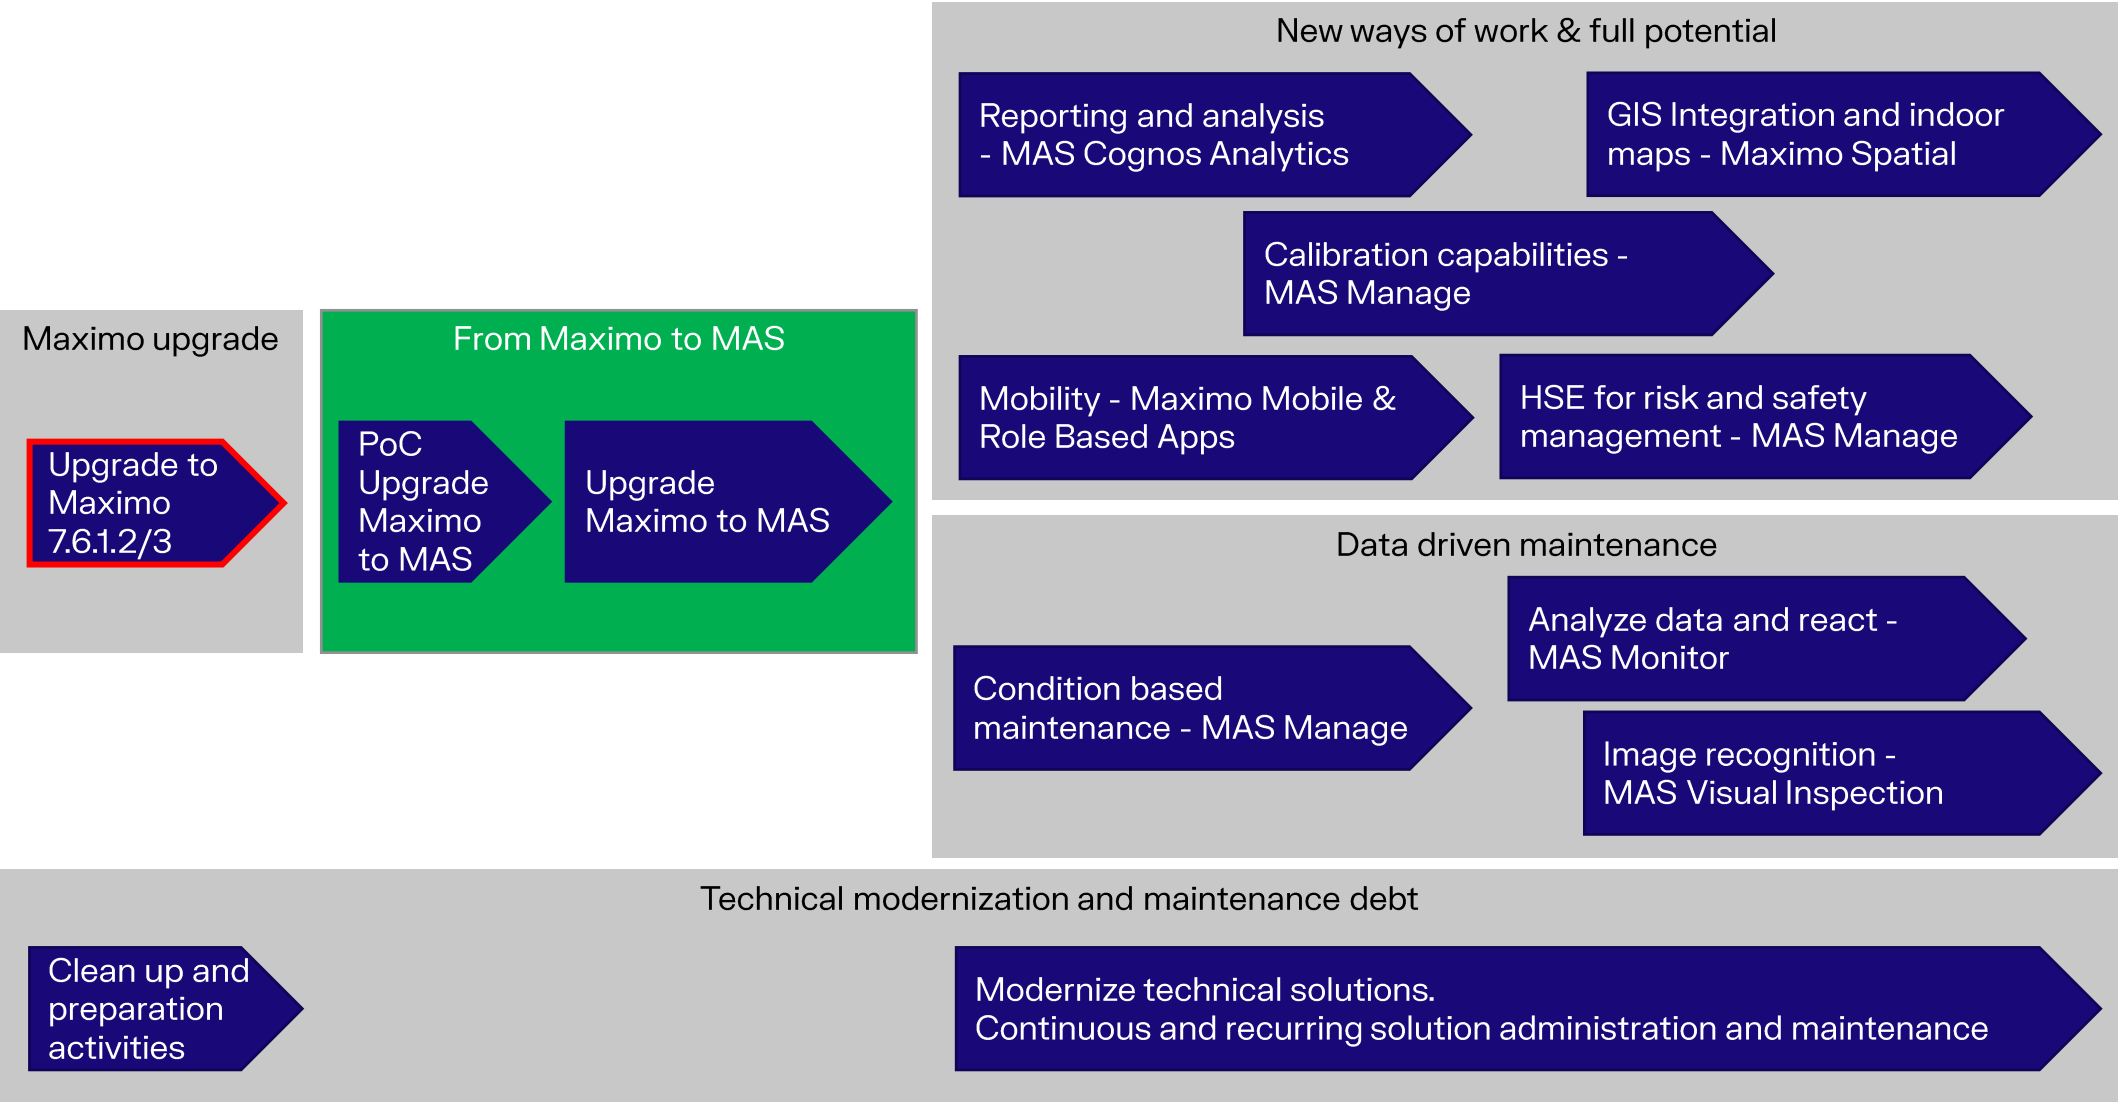 New ways of work & full potential
Reporting and analysis
- MAS Cognos Analytics
GIS Integration and indoor
maps - Maximo Spatial
Calibration capabilities -
MAS Manage
Mobility - Maximo Mobile &
Role Based Apps
HSE for risk and safety
management - MAS Manage
Maximo upgrade
Upgrade to
Maximo
7.6.1.2/3
From Maximo to MAS
PoC
Upgrade
Maximo
to MAS
Upgrade
Maximo to MAS
Data driven maintenance
Condition based
maintenance - MAS Manage
Analyze data and react -
MAS Monitor
Image recognition -
MAS Visual Inspection
Technical modernization and maintenance debt
Clean up and
preparation
activities
Modernize technical solutions.
Continuous and recurring solution administration and maintenance